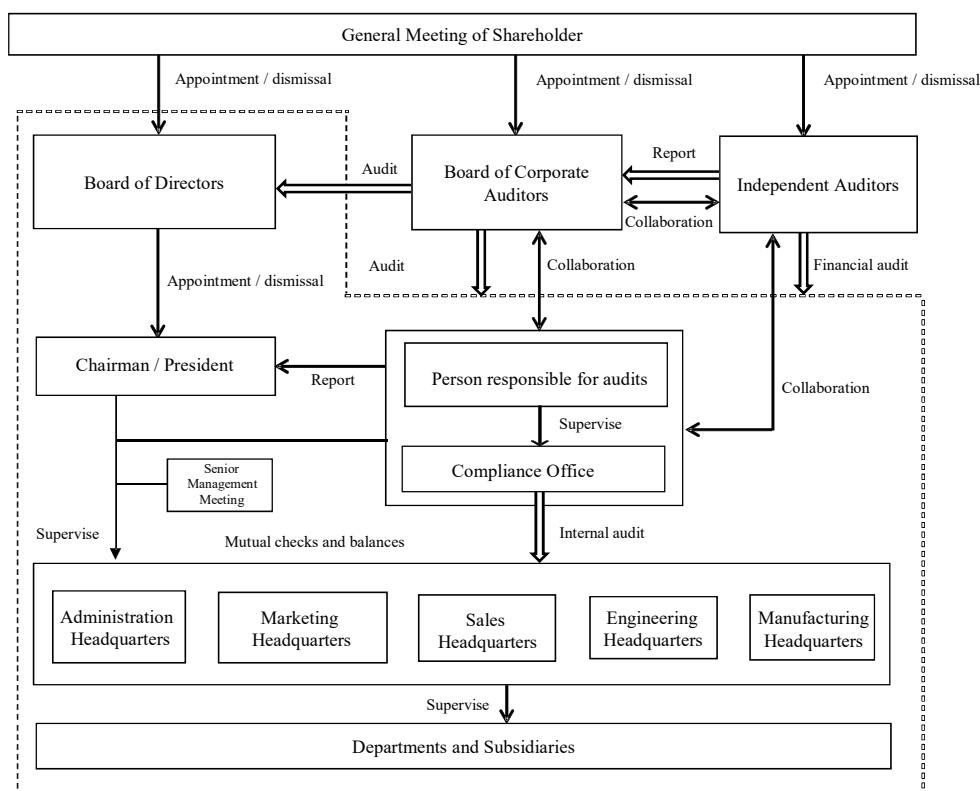 General Meeting of Shareholder
Appointment / dismissal
Appointment / dismissal
Appointment / dismissal
Board of Directors
Audit
Board of Corporate
Auditors
Report
Collaboration
Independent Auditors
Appointment / dismissal
Audit
Collaboration
Financial audit
Chairman / President
Report
Person responsible for audits
Collaboration
Supervise
Compliance Office
Senior
Management
Meeting
Supervise
Mutual checks and balances
Internal audit
Administration
Headquarters
Marketing
Headquarters
Sales
Headquarters
Engineering
Headquarters
Manufacturing
Headquarters
Supervise
Departments and Subsidiaries